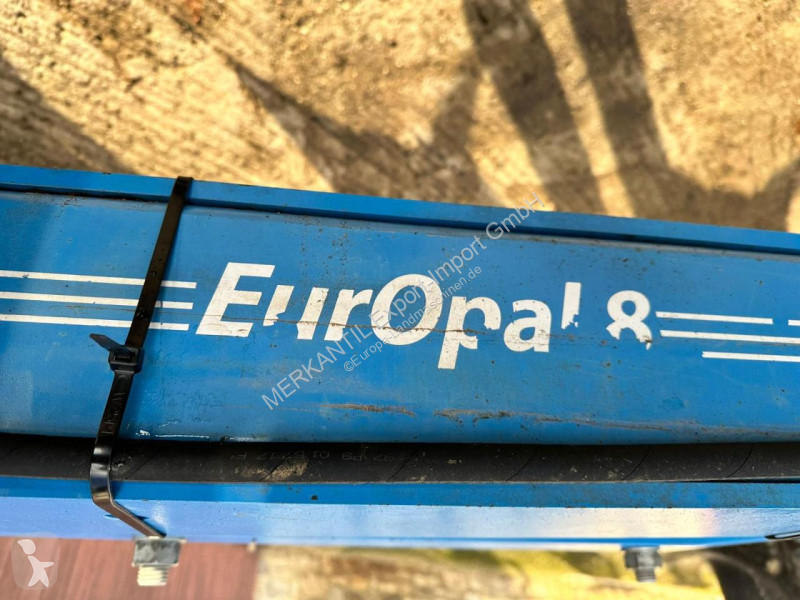 EurOpal 8
MERKANTIL Export-Import GmbH
©Europa-Landmaschinen.de